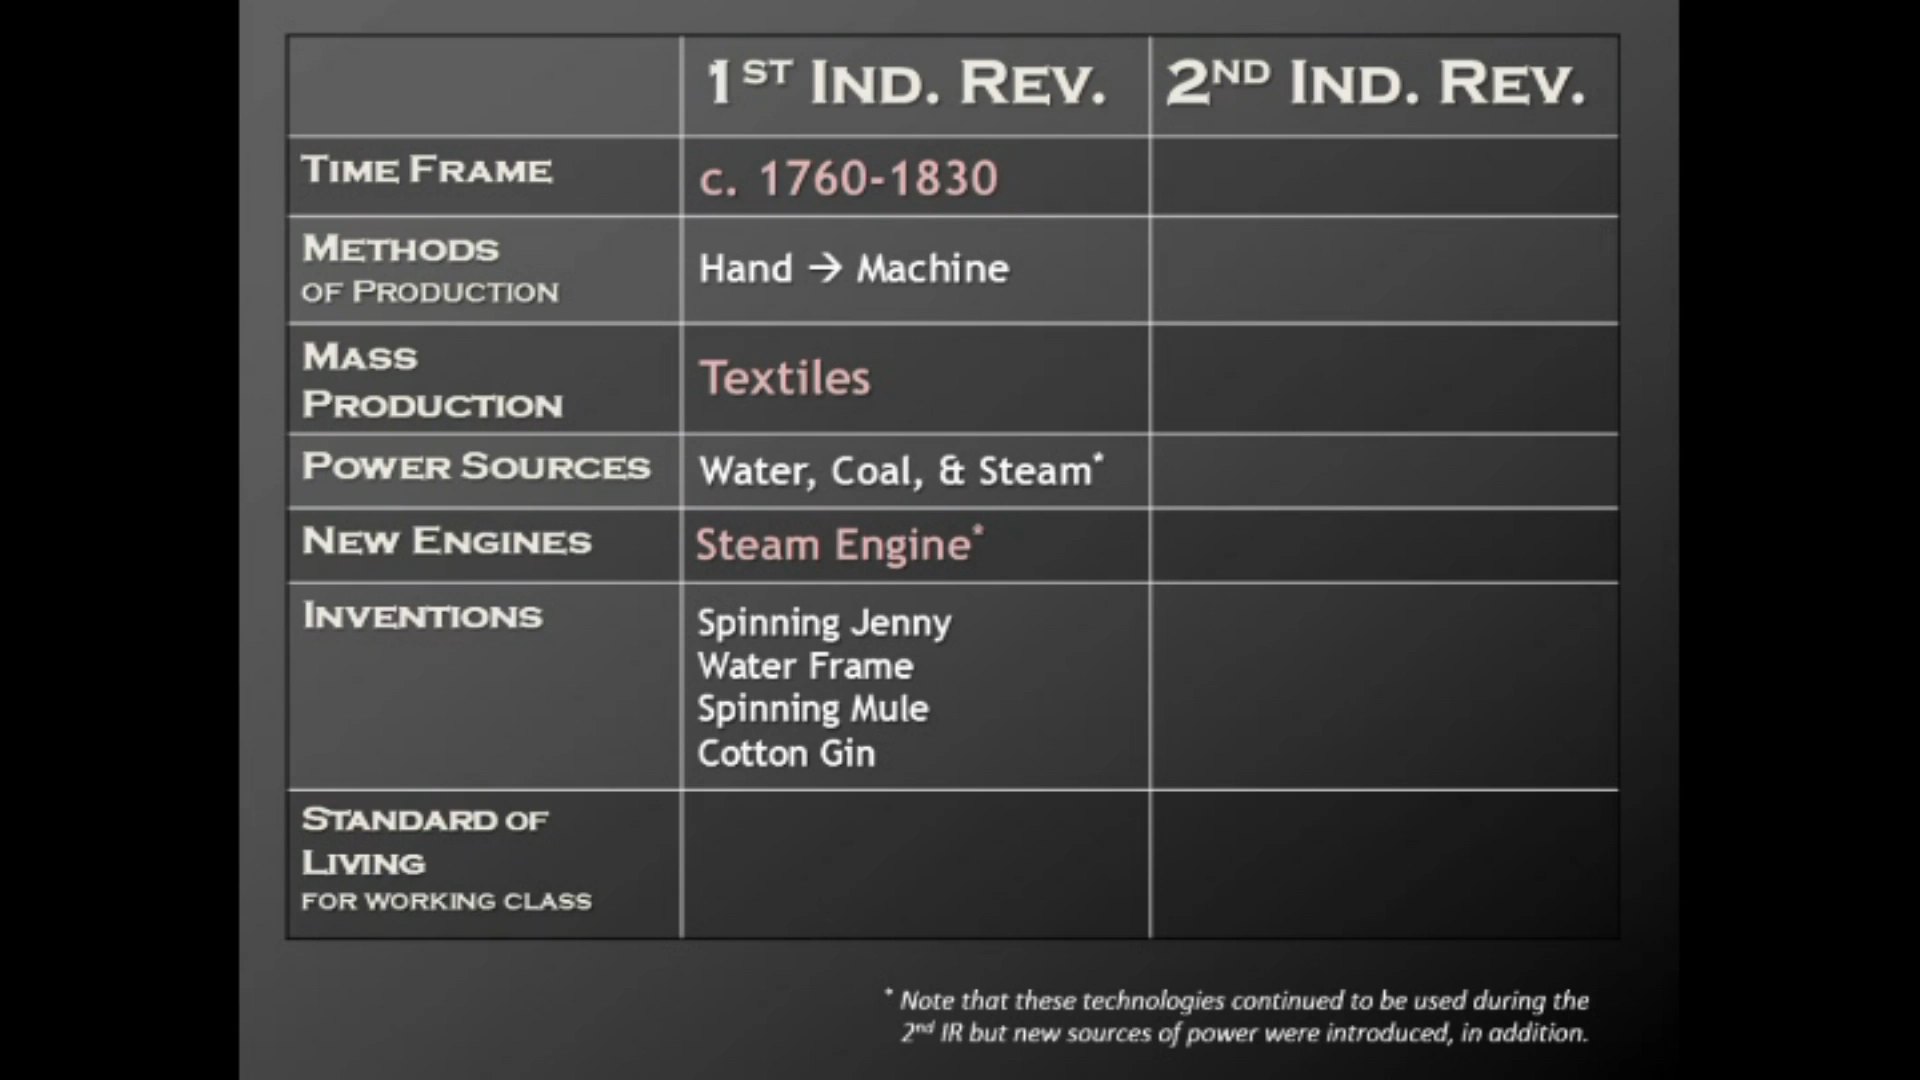 1ST IND. REV. 2ND IND. REV.
TIME FRAME c. 1760-1830
METHODS
OF PRODUCTION
Hand → Machine
MASS
PRODUCTION
Textiles
POWER SOURCES Water, Coal, & Steam*
NEW ENGINES Steam Engine*
INVENTIONS
Spinning Jenny
Water Frame
Spinning Mule
Cotton Gin
STANDARD OF
LIVING
FOR WORKING CLASS
* Note that these technologies continued to be used during the
2nd IR but new sources of power were introduced, in addition.